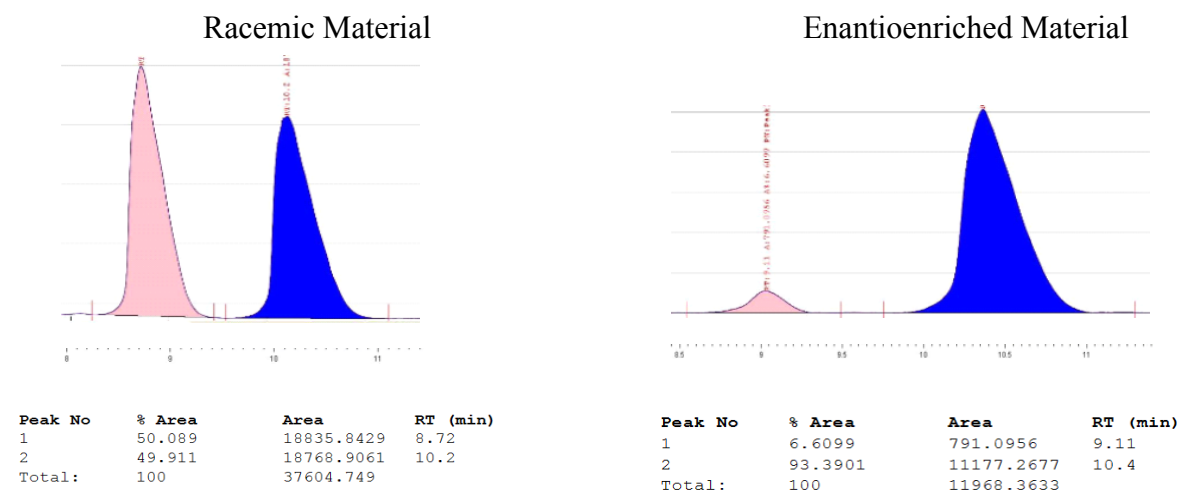 Racemic Material
Enantioenriched Material
8 9 10 11
8.5 9 9.5 10 10.5 11
Peak No % Area Area RT (min)
1 50.089 18835.8429 8.72
2 49.911 18768.9061 10.2
Total: 100 37604.749
Peak No % Area Area RT (min)
1 6.6099 791.0956 9.11
2 93.3901 11177.2677 10.4
Total: 100 11968.3633